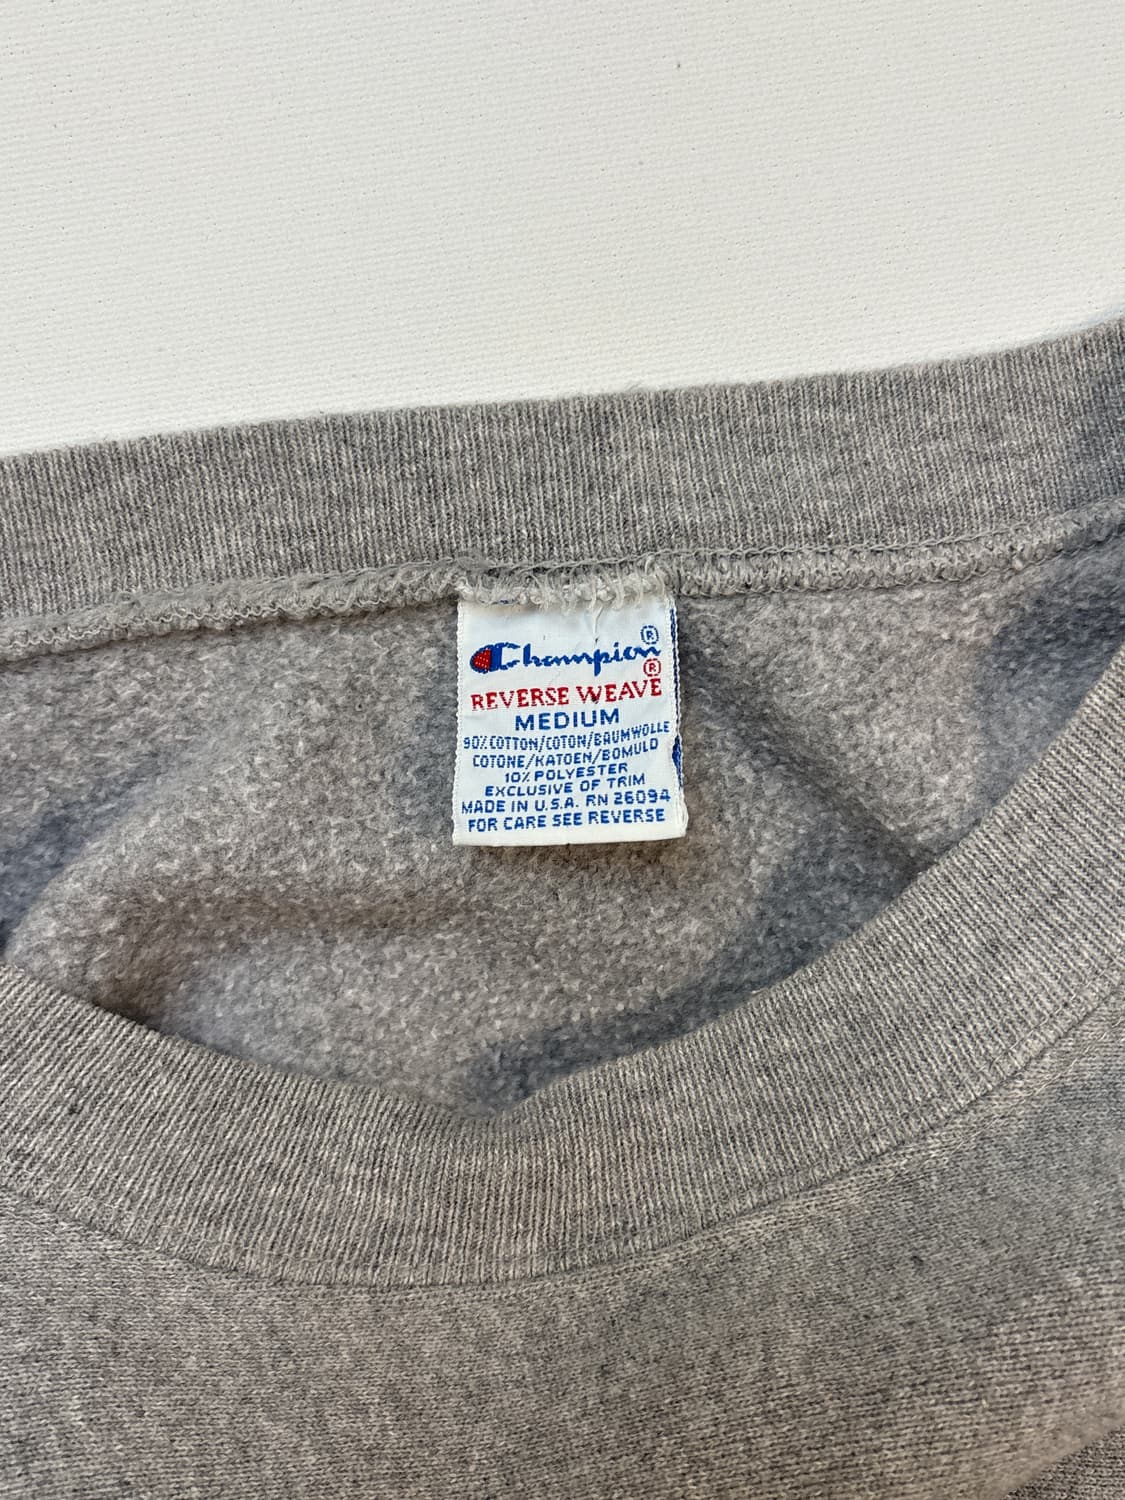 Champion®
REVERSE WEAVE®
MEDIUM
90% COTTON/COTON/BAUMWOLLE
COTONE/KATOEN/BOMULD
10% POLYESTER
EXCLUSIVE OF TRIM
MADE IN U.S.A. RN 26094
FOR CARE SEE REVERSE